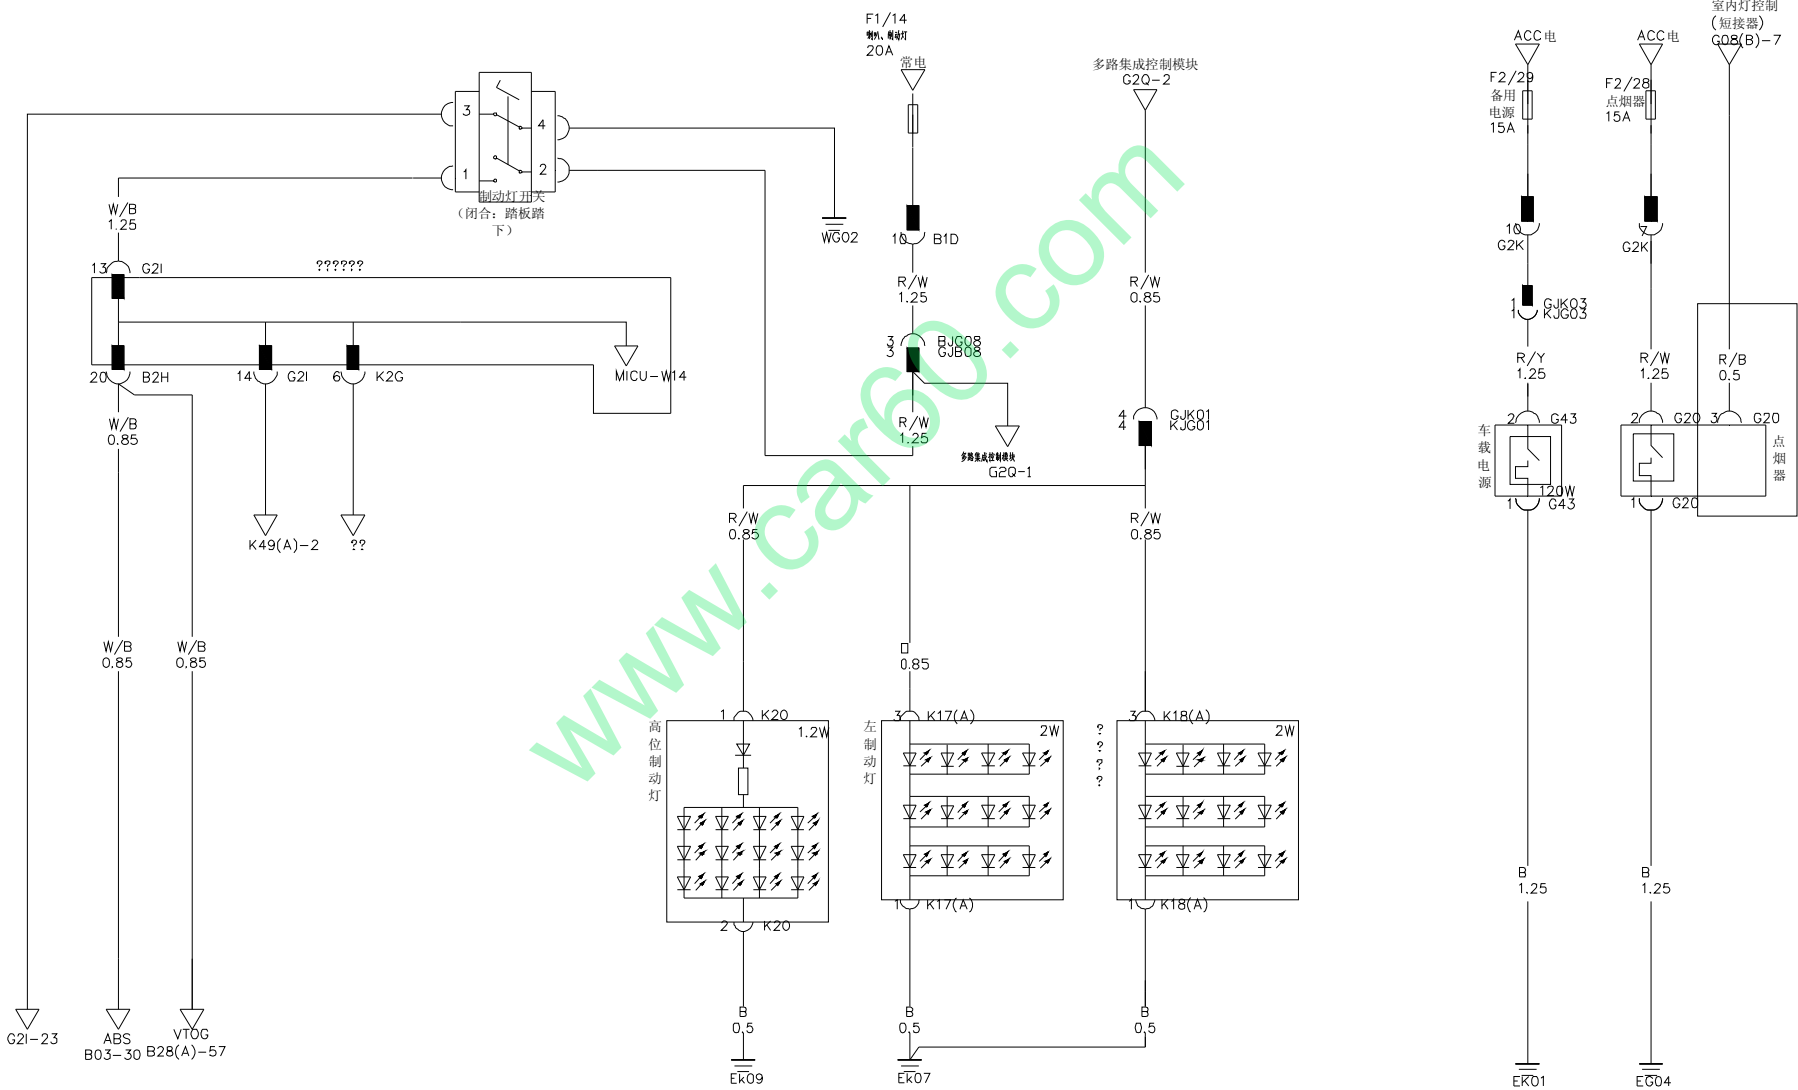 F1/14
喇叭、制动灯
20A
常电
多路集成控制模块
G2Q-2
ACC电
F2/29
备用
电源
15A
ACC电
F2/28
点烟器
15A
室内灯控制
(短接器)
G08(B)-7
3
4
1
2
制动灯开关
（闭合：踏板踏
下）
WG02
W/B
1.25
13
G2I
??????
10
B1D
R/W
1.25
R/W
0.85
10
G2K
7
G2K
1
GJK03
1
KJG03
3
BJG08
3
GJB08
MICU-W14
20
B2H
14
G2I
6
K2G
W/B
0.85
R/W
1.25
多路集成控制模块
G2Q-1
4
GJK01
4
KJG01
R/Y
1.25
R/W
1.25
R/B
0.5
2
G43
2
G20
3
G20
车载电源
点烟器
120W
1
G43
1
G20
K49(A)-2
??
R/W
0.85
R/W
0.85
W/B
0.85
W/B
0.85
0.85
1
K20
3
K17(A)
3
K18(A)
高位制动灯
1.2W
左制动灯
2W
????
2W
2
K20
1
K17(A)
1
K18(A)
B
1.25
B
1.25
G2I-23
ABS
B03-30
VTOG
B28(A)-57
B
0.5
B
0.5
B
0.5
Ek09
Ek07
EK01
EG04
www.car60.com